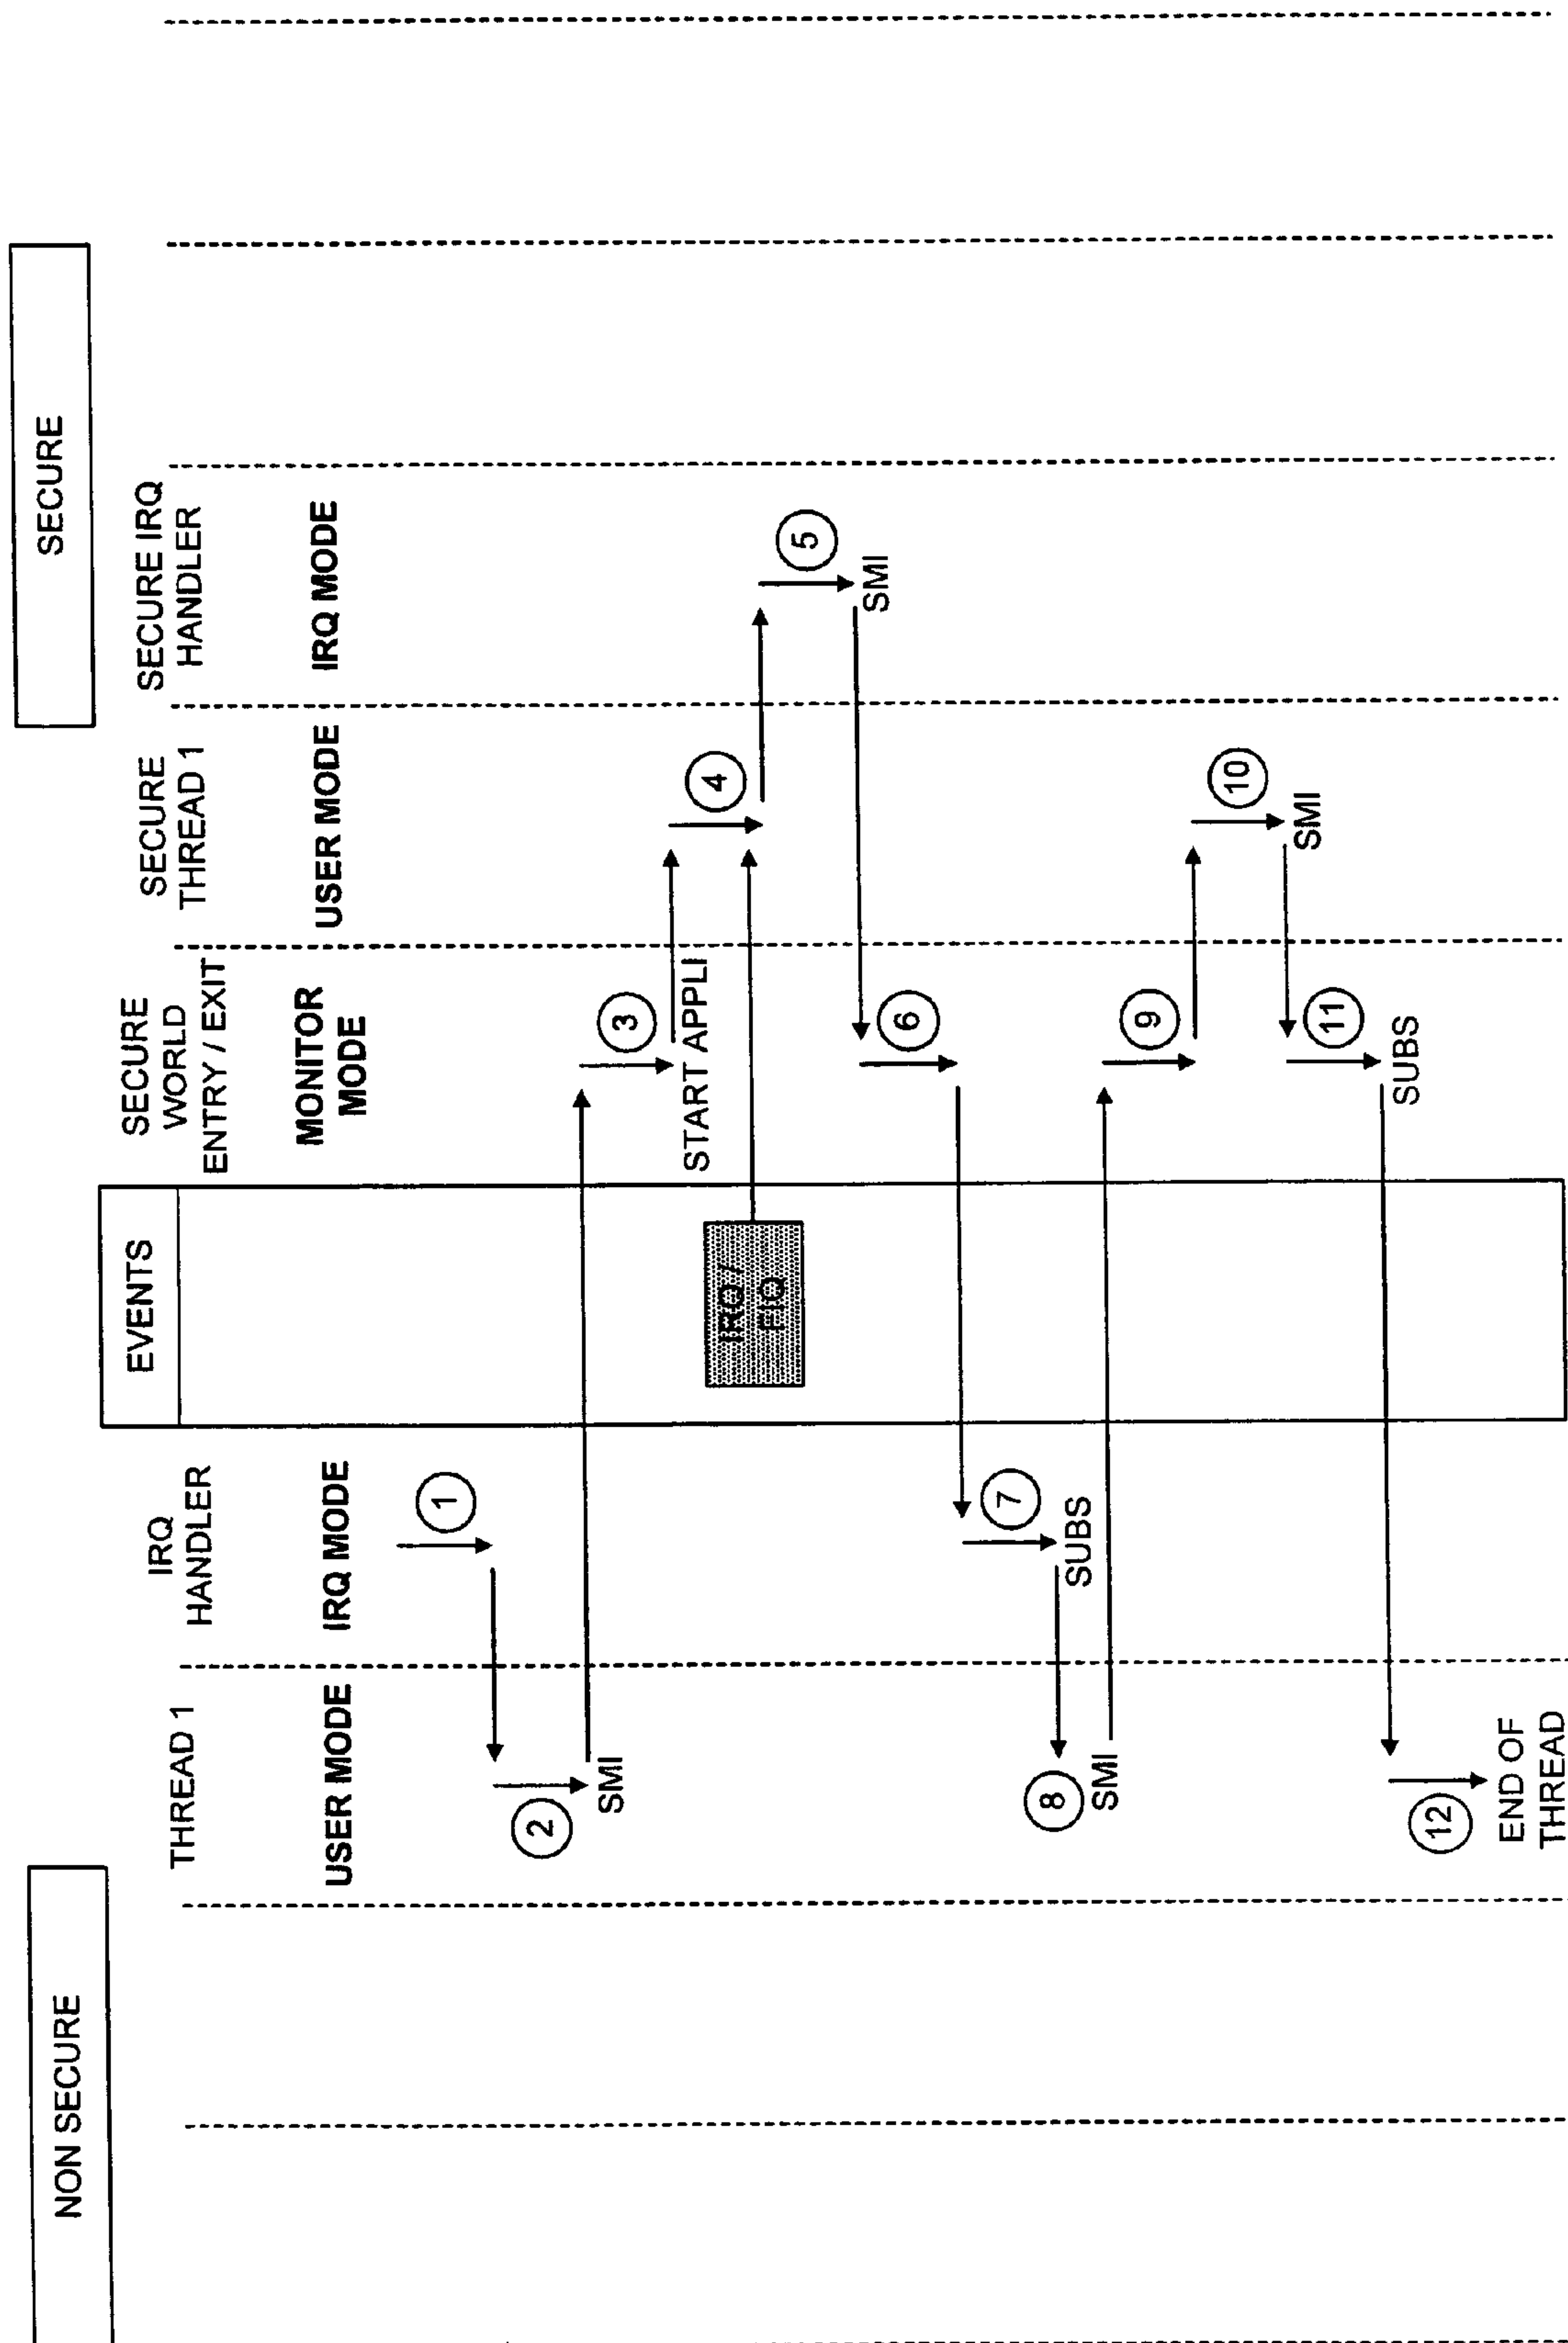 NON SECURE
SECURE
THREAD 1
USER MODE
IRQ
HANDLER
IRQ MODE
EVENTS
SECURE
WORLD
ENTRY / EXIT
MONITOR
MODE
SECURE
THREAD 1
USER MODE
SECURE IRQ
HANDLER
IRQ MODE
1
2
SMI
3
START APPLI
IRQ /
FIQ
4
5
SMI
6
7
SUBS
8
SMI
9
10
SMI
11
SUBS
12
END OF
THREAD